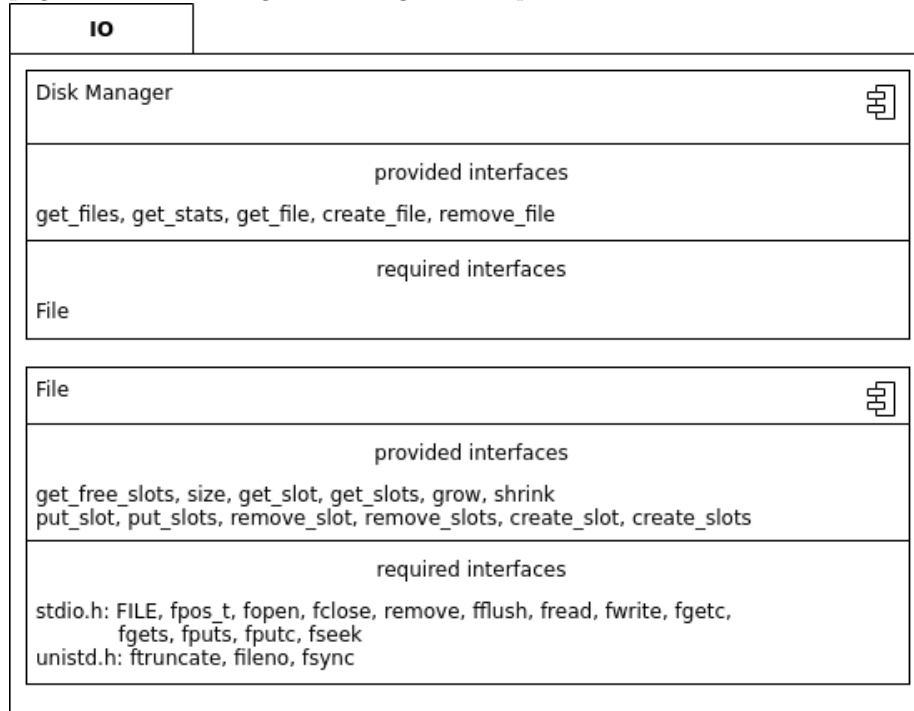 IO
Disk Manager
provided interfaces
get_files, get_stats, get_file, create_file, remove_file
required interfaces
File
File
provided interfaces
get_free_slots, size, get_slot, get_slots, grow, shrink
put_slot, put_slots, remove_slot, remove_slots, create_slot, create_slots
required interfaces
stdio.h: FILE, fpos_t, fopen, fclose, remove, fflush, fread, fwrite, fgetc,
fgets, fputs, fputc, fseek
unistd.h: ftruncate, fileno, fsync